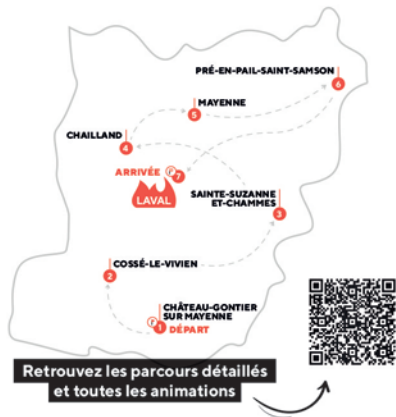 PRÉ-EN-PAIL-SAINT-SAMSON
6
MAYENNE
5
CHAILLAND
4
ARRIVÉE
7
LAVAL
SAINTE-SUZANNE
ET-CHAMMES
3
COSSÉ-LE-VIVIEN
2
CHÂTEAU-GONTIER
SUR MAYENNE
1
DÉPART
Retrouvez les parcours détaillés
et toutes les animations